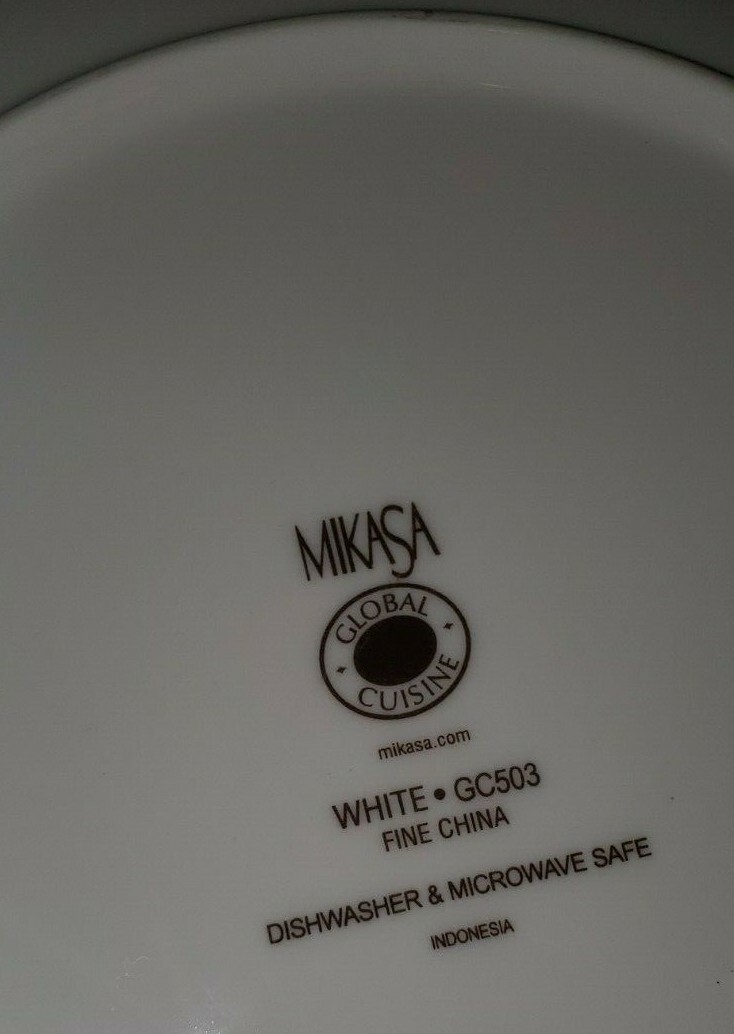 MIKASA
GLOBAL
CUISINE
mikasa.com
WHITE • GC503
FINE CHINA
DISHWASHER & MICROWAVE SAFE
INDONESIA